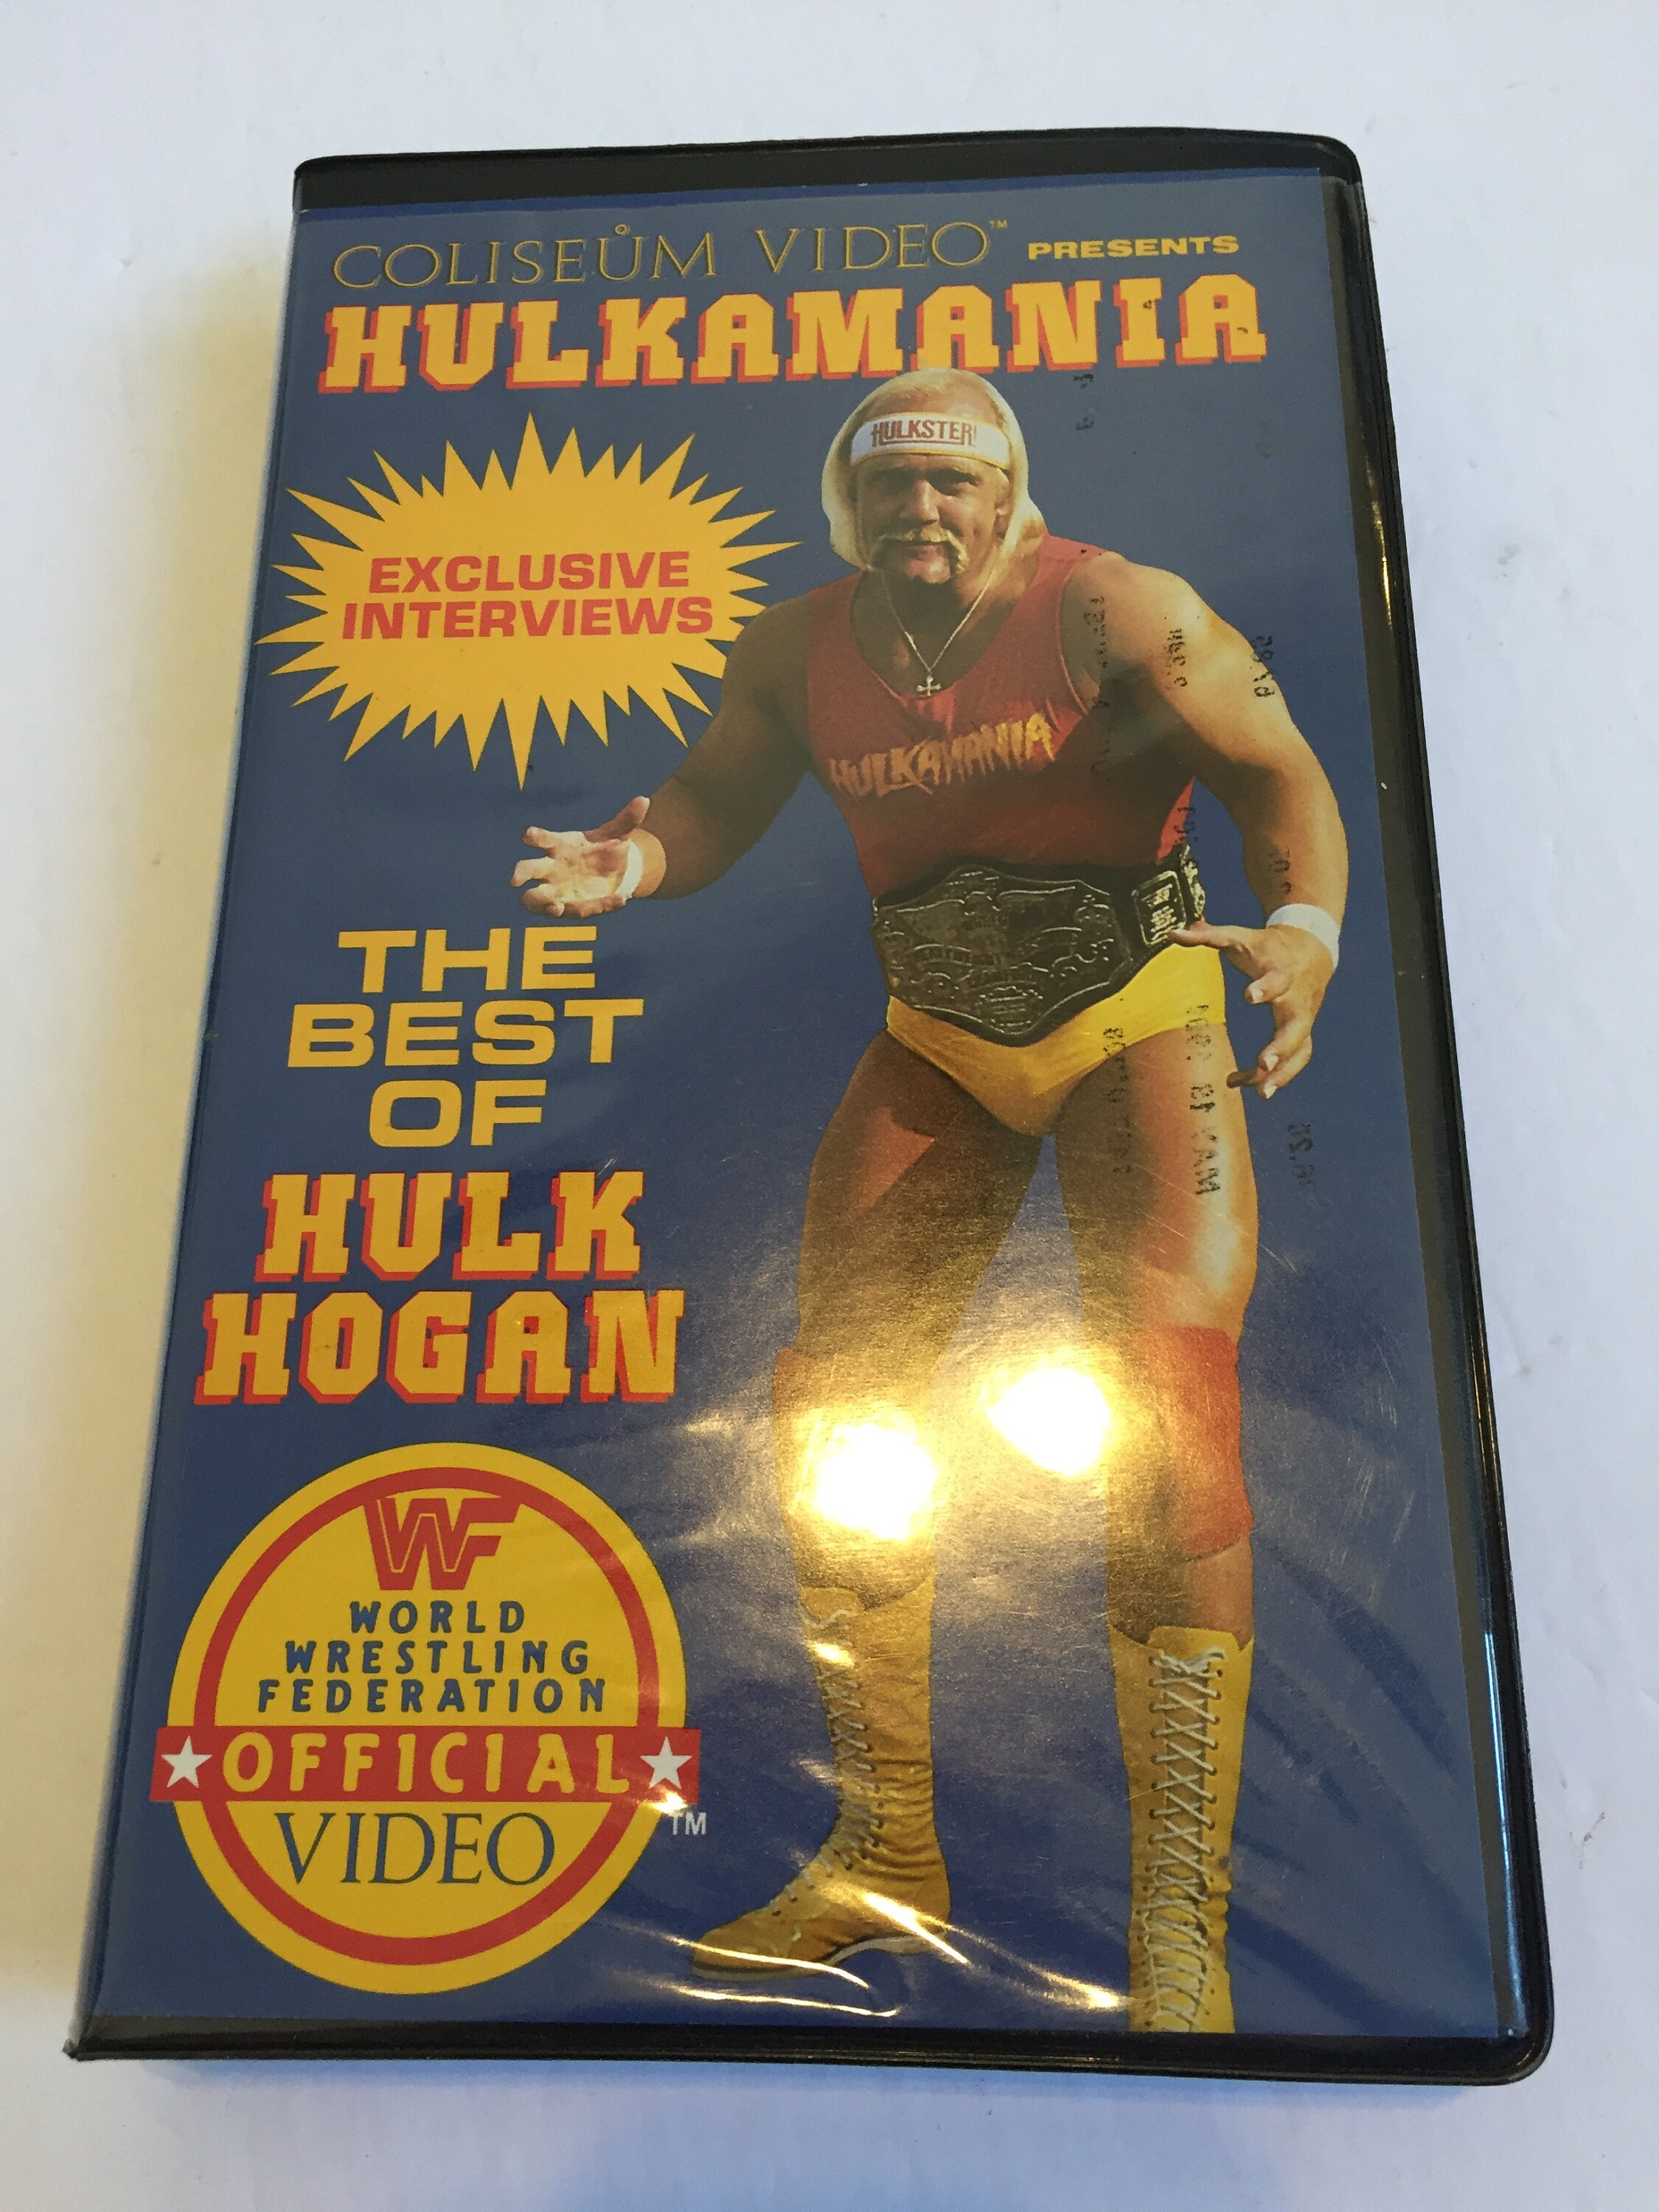 COLISEŮM VIDEO™ PRESENTS
HULKAMANIA
HULKSTER!
EXCLUSIVE
INTERVIEWS
HULKAMANIA
THE
BEST
OF
HULK
HOGAN
WF
WORLD
WRESTLING
FEDERATION
★OFFICIAL★
VIDEO
TM